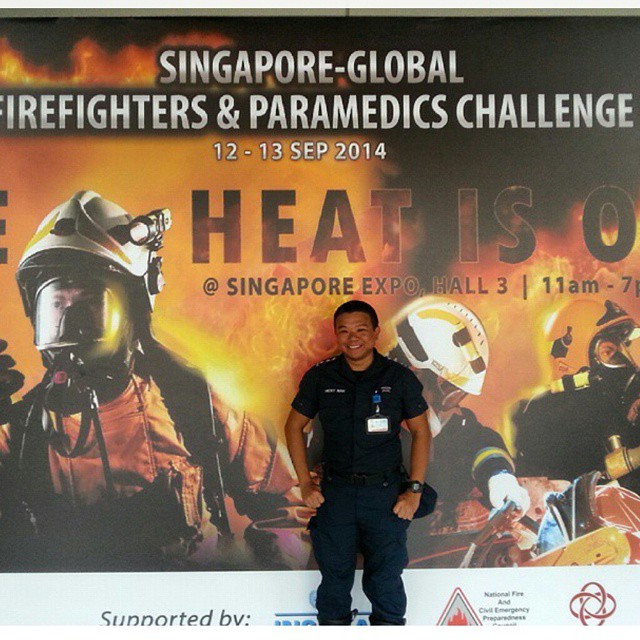 SINGAPORE-GLOBAL
FIREFIGHTERS & PARAMEDICS CHALLENGE
12 - 13 SEP 2014
E HEAT IS O
@ SINGAPORE EXPO, HALL 3 | 11am - 7p
Supported by:
National Fire
And
Civil Emergency
Preparedness
Council